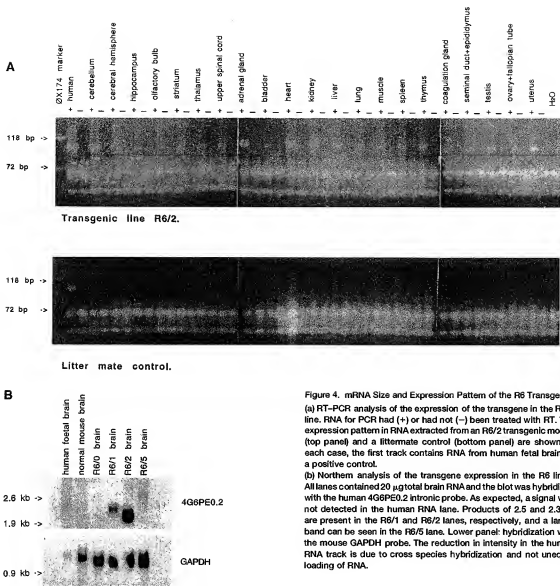 A
ØX174 marker
human
cerebellum
cerebral hemisphere
hippocampus
olfactory bulb
striatum
thalamus
upper spinal cord
adrenal gland
bladder
heart
kidney
liver
lung
muscle
spleen
thymus
coagulation gland
seminal duct+epididymus
testis
ovary+fallopian tube
uterus
H2O
+ − + − + − + − + − + − + − + − + − + − + − + − + − + − + − + − + − + − + − + − + − + −
118 bp ->
72 bp ->
Transgenic line R6/2.
118 bp ->
72 bp ->
Litter mate control.
B
human foetal brain
normal mouse brain
R6/0 brain
R6/1 brain
R6/2 brain
R6/5 brain
2.6 kb ->
1.9 kb ->
4G6PE0.2
GAPDH
0.9 kb ->
Figure 4. mRNA Size and Expression Pattern of the R6 Transge
(a) RT–PCR analysis of the expression of the transgene in the R
line. RNA for PCR had (+) or had not (−) been treated with RT.
expression pattern in RNA extracted from an R6/2 transgenic mo
(top panel) and a littermate control (bottom panel) are shown
each case, the first track contains RNA from human fetal brain
a positive control.
(b) Northern analysis of the transgene expression in the R6 lin
All lanes contained 20 µg total brain RNA and the blot was hybridi
with the human 4G6PE0.2 intronic probe. As expected, a signal w
not detected in the human RNA lane. Products of 2.5 and 2.3
are present in the R6/1 and R6/2 lanes, respectively, and a lar
band can be seen in the R6/5 lane. Lower panel: hybridization w
the mouse GAPDH probe. The reduction in intensity in the hum
RNA track is due to cross species hybridization and not uneq
loading of RNA.